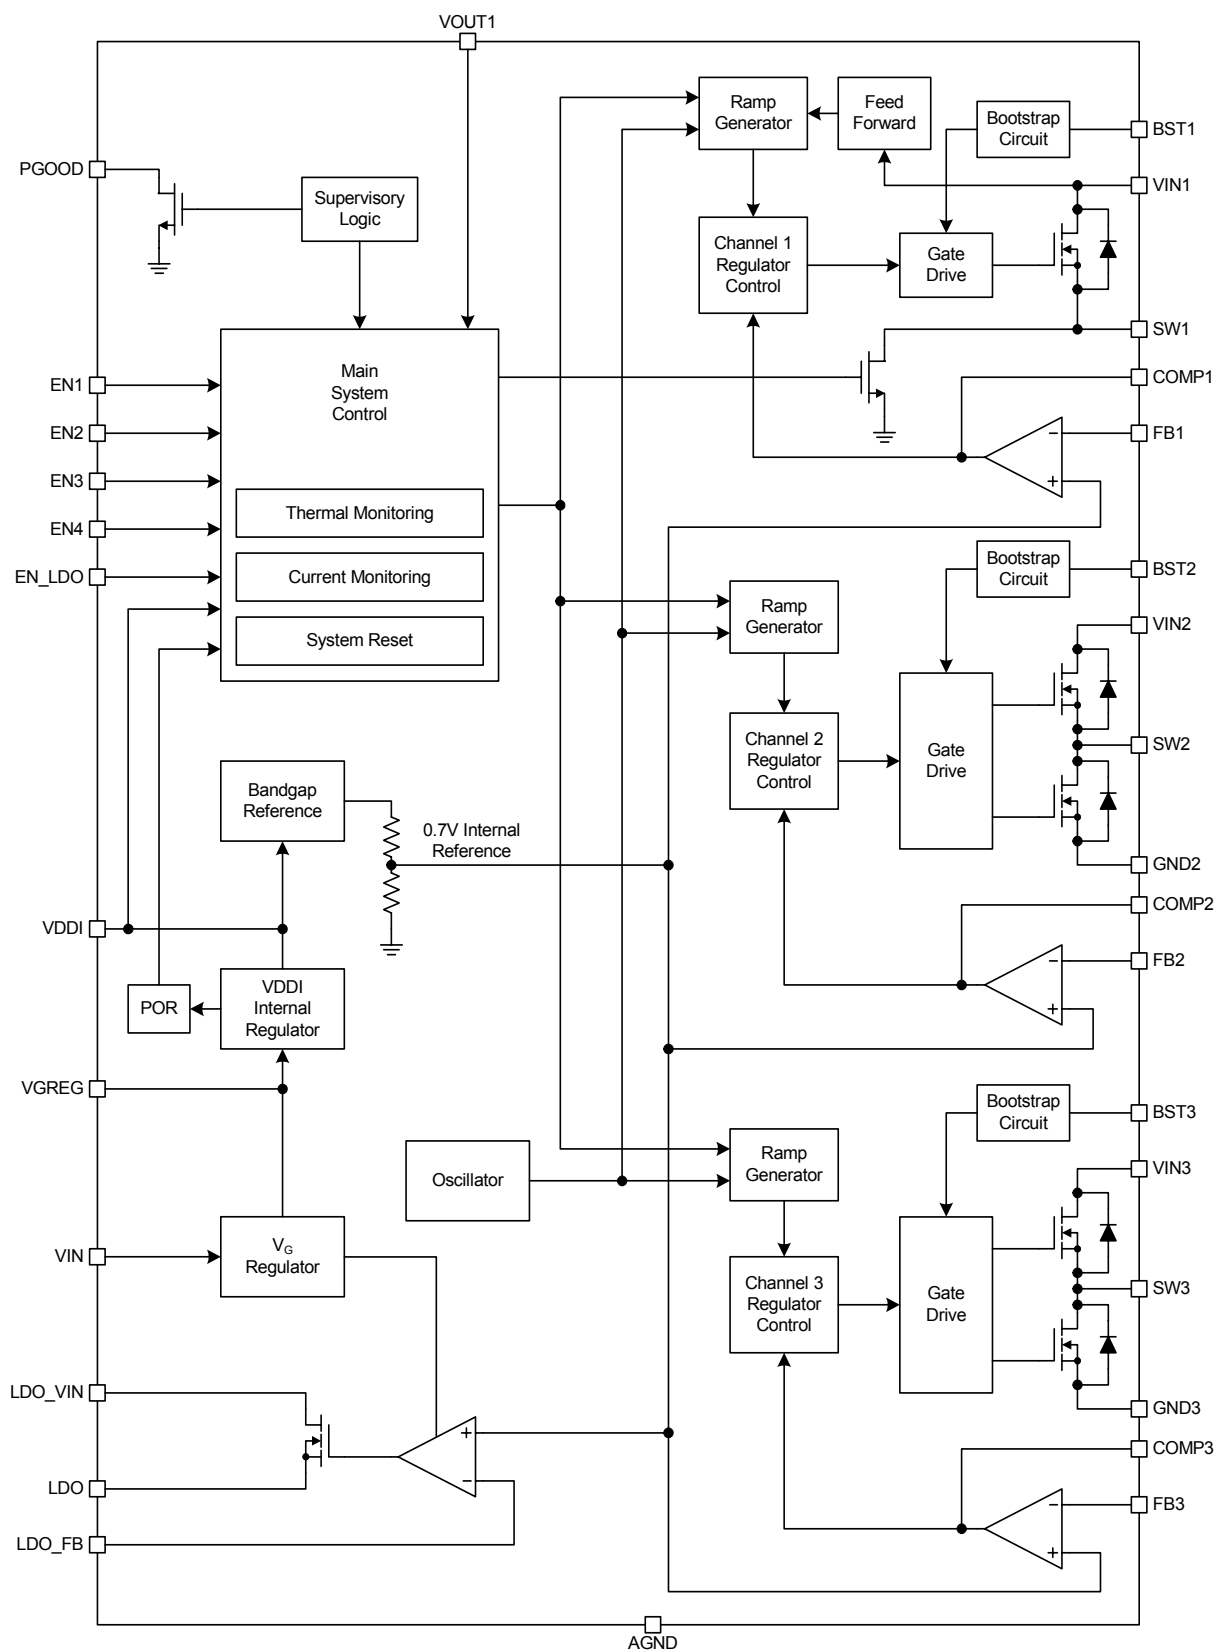 VOUT1
Ramp
Generator
Feed
Forward
Bootstrap
Circuit
BST1
PGOOD
Supervisory
Logic
VIN1
Channel 1
Regulator
Control
Gate
Drive
SW1
Main
System
Control
COMP1
EN1
EN2
−
FB1
EN3
+
Thermal Monitoring
EN4
EN_LDO
Current Monitoring
System Reset
Bootstrap
Circuit
BST2
Ramp
Generator
VIN2
Channel 2
Regulator
Control
Gate
Drive
SW2
Bandgap
Reference
0.7V Internal
Reference
GND2
COMP2
VDDI
−
FB2
+
POR
VDDI
Internal
Regulator
VGREG
Bootstrap
Circuit
BST3
Oscillator
Ramp
Generator
VIN3
VIN
VG
Regulator
Channel 3
Regulator
Control
Gate
Drive
SW3
LDO_VIN
GND3
+
COMP3
LDO
−
−
FB3
LDO_FB
+
AGND